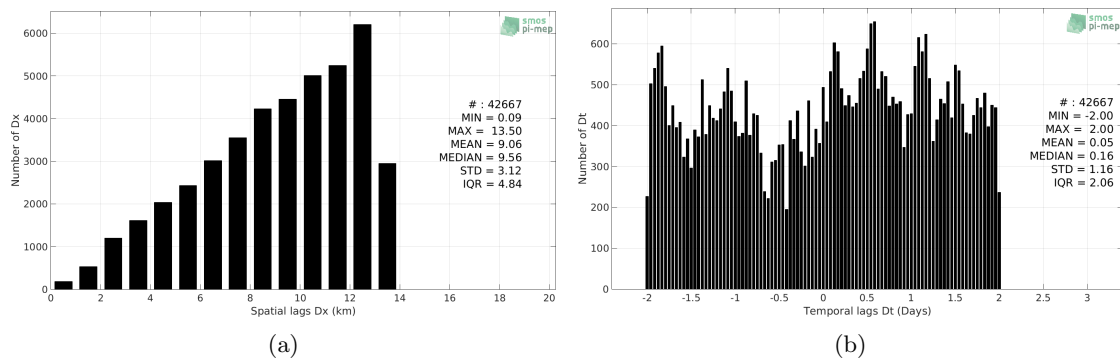 smos
pi-mep
6000
5000
4000
3000
2000
1000
0
Number of Dx
# : 42667
MIN = 0.09
MAX = 13.50
MEAN = 9.06
MEDIAN = 9.56
STD = 3.12
IQR = 4.84
0 2 4 6 8 10 12 14 16 18 20
Spatial lags Dx (km)
(a)
smos
pi-mep
600
500
400
300
200
100
0
Number of Dt
# : 42667
MIN = -2.00
MAX = 2.00
MEAN = 0.05
MEDIAN = 0.16
STD = 1.16
IQR = 2.06
-2 -1.5 -1 -0.5 0 0.5 1 1.5 2 2.5 3
Temporal lags Dt (Days)
(b)